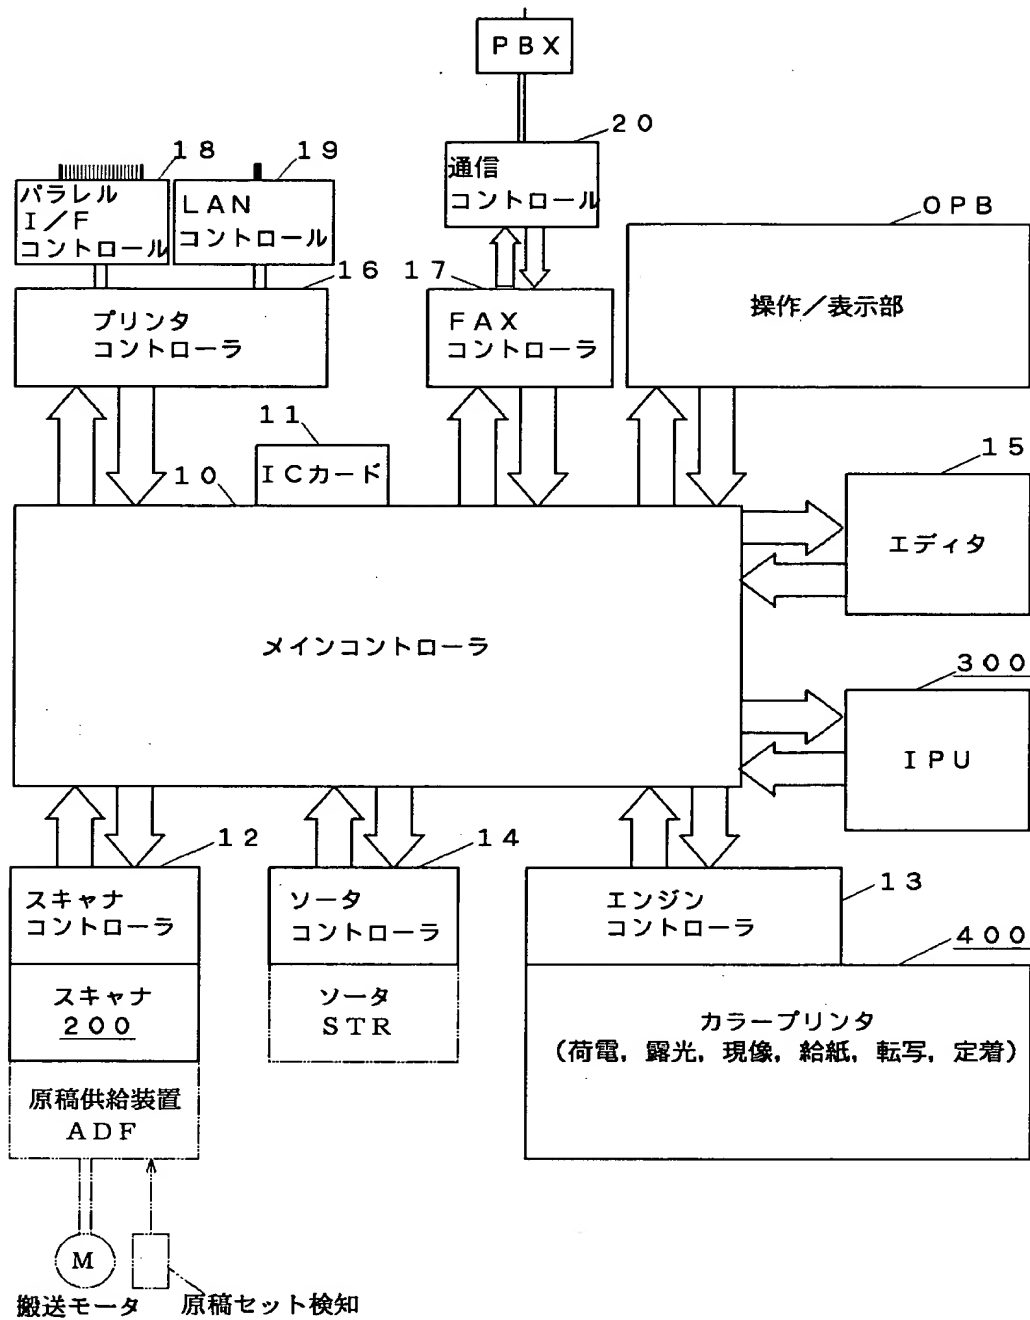 ＰＢＸ
２０
通信
コントロール
１８
１９
パラレル
Ｉ／Ｆ
コントロール
ＬＡＮ
コントロール
ＯＰＢ
操作／表示部
１６
プリンタ
コントローラ
１７
ＦＡＸ
コントローラ
１１
ＩＣカード
１０
メインコントローラ
１５
エディタ
３００
ＩＰＵ
１２
スキャナ
コントローラ
スキャナ
２００
原稿供給装置
ＡＤＦ
Ｍ
搬送モータ
原稿セット検知
１４
ソータ
コントローラ
ソータ
ＳＴＲ
１３
エンジン
コントローラ
４００
カラープリンタ
（荷電，露光，現像，給紙，転写，定着）